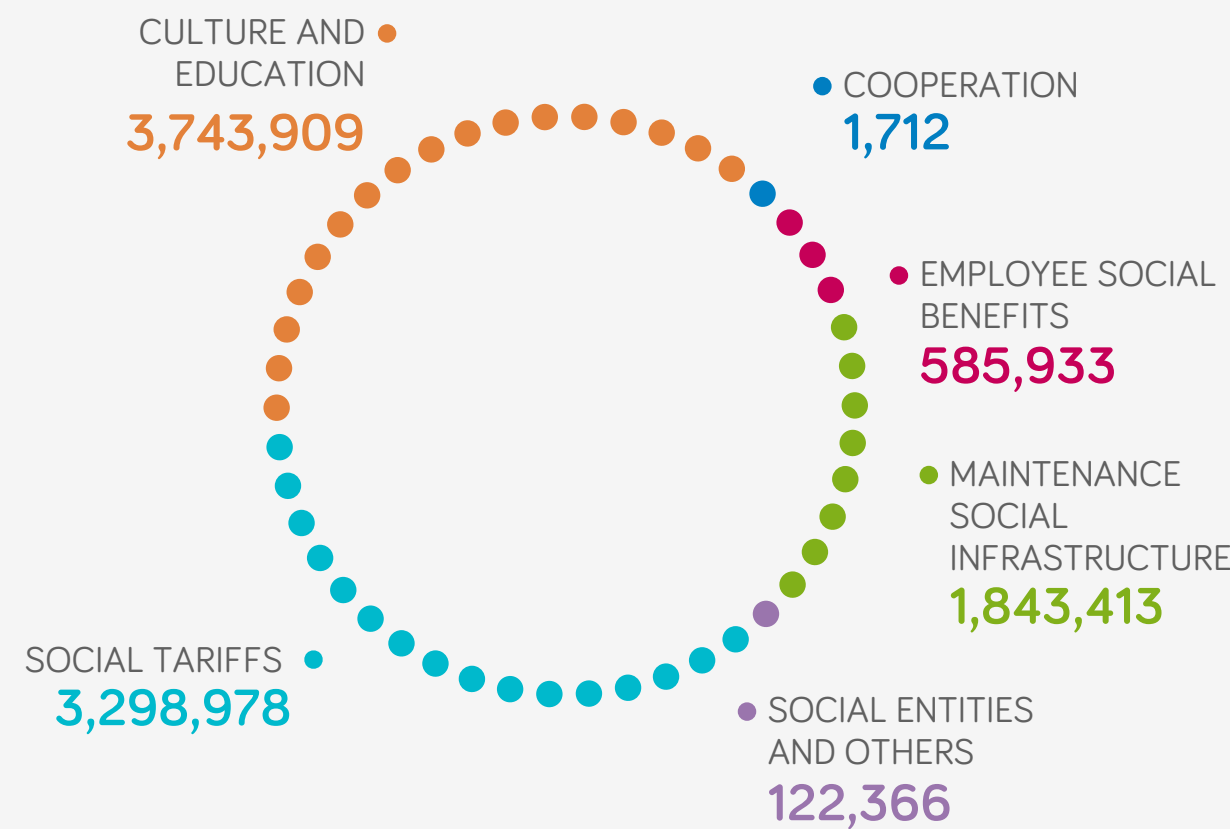 CULTURE AND
EDUCATION
3,743,909
COOPERATION
1,712
EMPLOYEE SOCIAL
BENEFITS
585,933
MAINTENANCE
SOCIAL
INFRASTRUCTURE
1,843,413
SOCIAL TARIFFS
3,298,978
SOCIAL ENTITIES
AND OTHERS
122,366